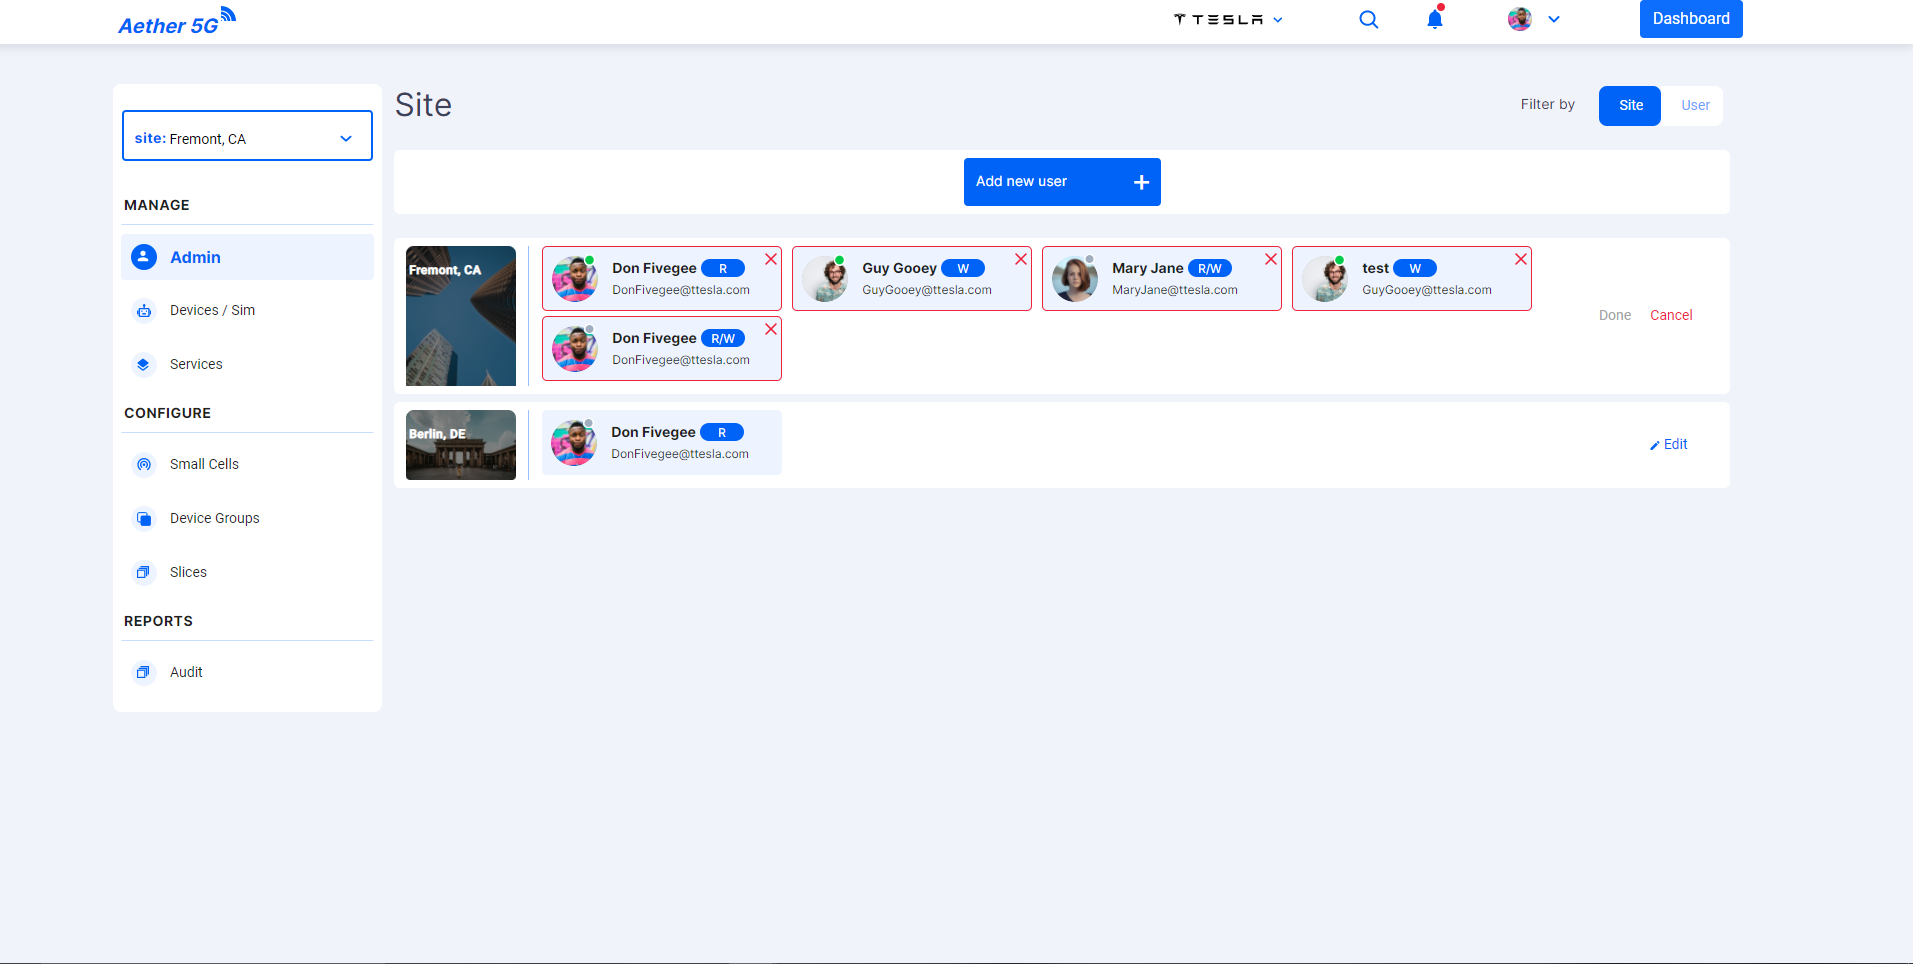 Aether 5G
TTESLA
Dashboard
site: Fremont, CA
MANAGE
Admin
Devices / Sim
Services
CONFIGURE
Small Cells
Device Groups
Slices
REPORTS
Audit
Site
Filter by
Site
User
Add new user
Fremont, CA
Don Fivegee R
DonFivegee@ttesla.com
Guy Gooey W
GuyGooey@ttesla.com
Mary Jane R/W
MaryJane@ttesla.com
test W
GuyGooey@ttesla.com
Don Fivegee R/W
DonFivegee@ttesla.com
Done
Cancel
Berlin, DE
Don Fivegee R
DonFivegee@ttesla.com
Edit